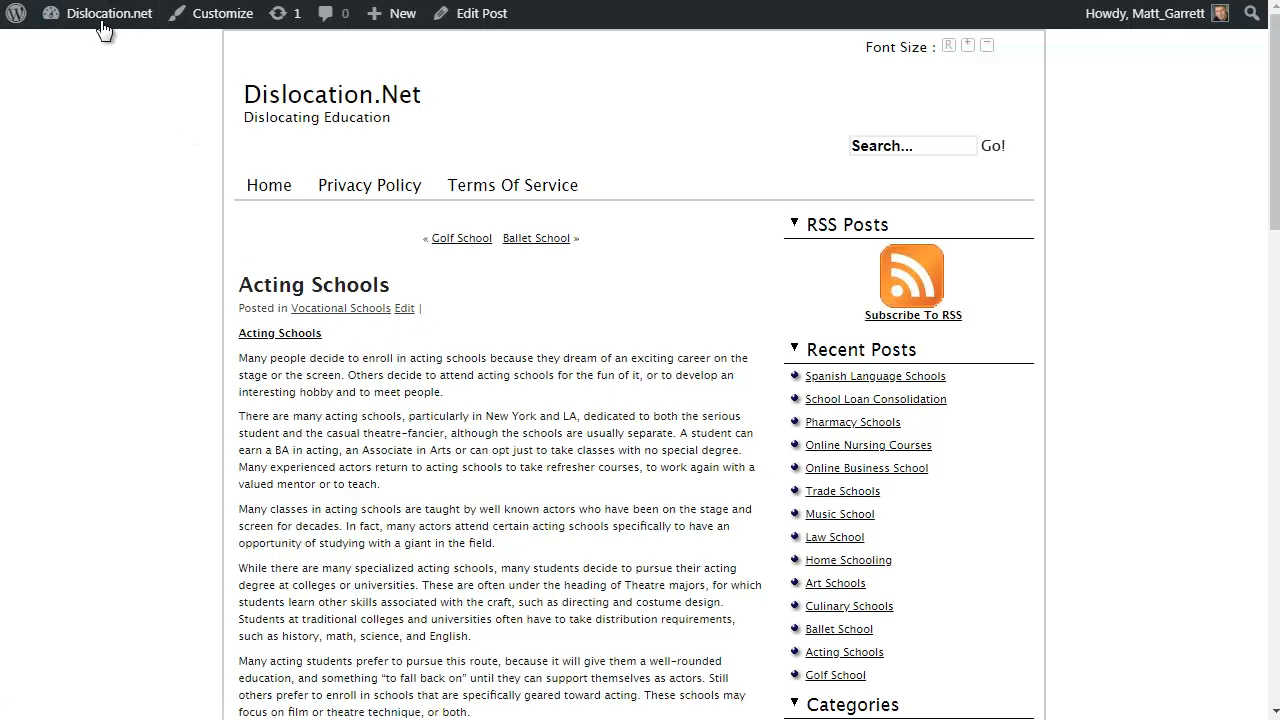 Dislocation.net Customize 1 0 New Edit Post Howdy, Matt_Garrett
Font Size : R + −
Dislocation.Net
Dislocating Education
Search... Go!
Home Privacy Policy Terms Of Service
« Golf School Ballet School »
Acting Schools
Posted in Vocational Schools Edit |
Acting Schools
Many people decide to enroll in acting schools because they dream of an exciting career on the
stage or the screen. Others decide to attend acting schools for the fun of it, or to develop an
interesting hobby and to meet people.
There are many acting schools, particularly in New York and LA, dedicated to both the serious
student and the casual theatre-fancier, although the schools are usually separate. A student can
earn a BA in acting, an Associate in Arts or can opt just to take classes with no special degree.
Many experienced actors return to acting schools to take refresher courses, to work again with a
valued mentor or to teach.
Many classes in acting schools are taught by well known actors who have been on the stage and
screen for decades. In fact, many actors attend certain acting schools specifically to have an
opportunity of studying with a giant in the field.
While there are many specialized acting schools, many students decide to pursue their acting
degree at colleges or universities. These are often under the heading of Theatre majors, for which
students learn other skills associated with the craft, such as directing and costume design.
Students at traditional colleges and universities often have to take distribution requirements,
such as history, math, science, and English.
Many acting students prefer to pursue this route, because it will give them a well-rounded
education, and something “to fall back on” until they can support themselves as actors. Still
others prefer to enroll in schools that are specifically geared toward acting. These schools may
focus on film or theatre technique, or both.
RSS Posts
Subscribe To RSS
Recent Posts
Spanish Language Schools
School Loan Consolidation
Pharmacy Schools
Online Nursing Courses
Online Business School
Trade Schools
Music School
Law School
Home Schooling
Art Schools
Culinary Schools
Ballet School
Acting Schools
Golf School
Categories